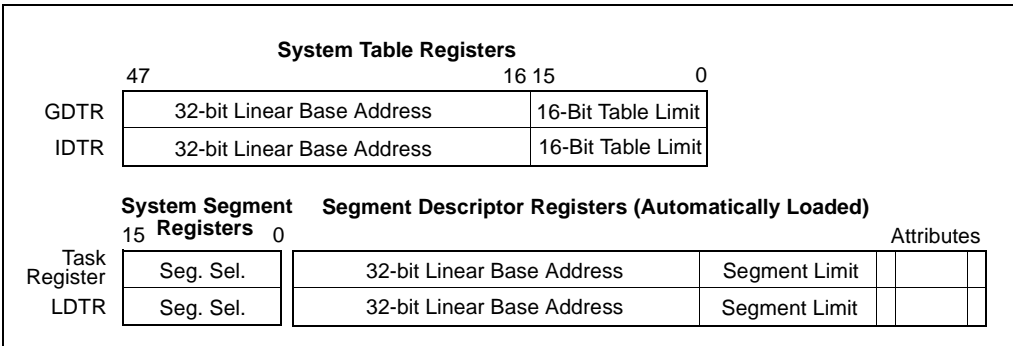 System Table Registers
47 16 15 0
GDTR 32-bit Linear Base Address 16-Bit Table Limit
IDTR 32-bit Linear Base Address 16-Bit Table Limit
System Segment Segment Descriptor Registers (Automatically Loaded)
15 Registers 0 Attributes
Task
Register Seg. Sel. 32-bit Linear Base Address Segment Limit
LDTR Seg. Sel. 32-bit Linear Base Address Segment Limit